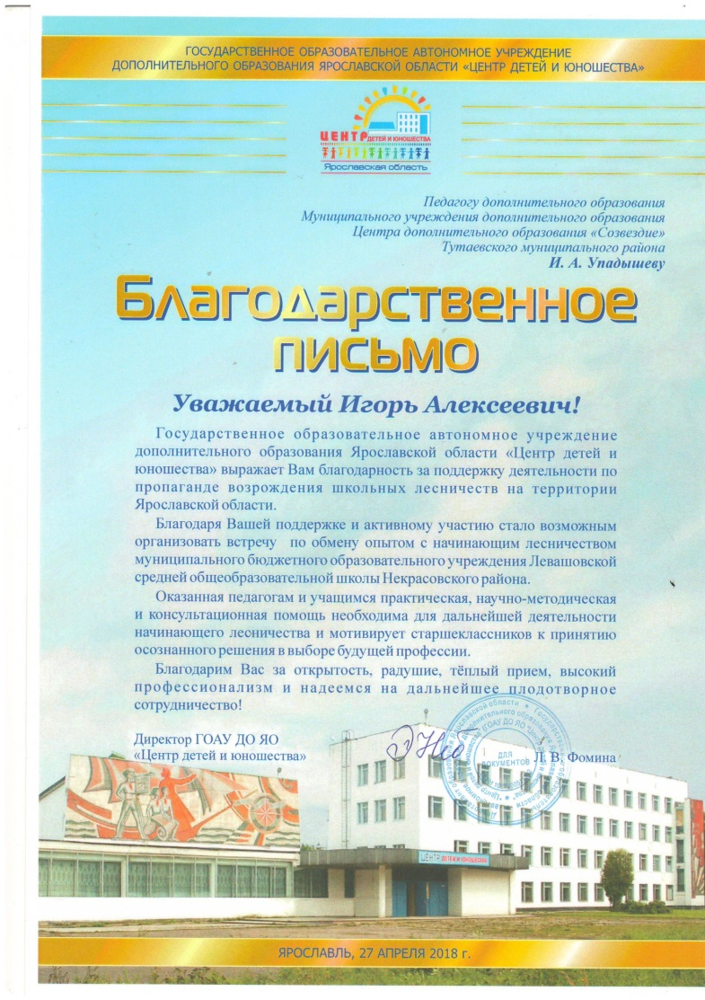 ГОСУДАРСТВЕННОЕ ОБРАЗОВАТЕЛЬНОЕ АВТОНОМНОЕ УЧРЕЖДЕНИЕ
ДОПОЛНИТЕЛЬНОГО ОБРАЗОВАНИЯ ЯРОСЛАВСКОЙ ОБЛАСТИ «ЦЕНТР ДЕТЕЙ И ЮНОШЕСТВА»
ЦЕНТР ДЕТЕЙ И ЮНОШЕСТВА
Ярославская область
Педагогу дополнительного образования
Муниципального учреждения дополнительного образования
Центра дополнительного образования «Созвездие»
Тутаевского муниципального района
И. А. Упадышеву
Благодарственное
письмо
Уважаемый Игорь Алексеевич!
Государственное образовательное автономное учреждение
дополнительного образования Ярославской области «Центр детей и
юношества» выражает Вам благодарность за поддержку деятельности по
пропаганде возрождения школьных лесничеств на территории
Ярославской области.
Благодаря Вашей поддержке и активному участию стало возможным
организовать встречу по обмену опытом с начинающим лесничеством
муниципального бюджетного образовательного учреждения Левашовской
средней общеобразовательной школы Некрасовского района.
Оказанная педагогам и учащимся практическая, научно-методическая
и консультационная помощь необходима для дальнейшей деятельности
начинающего лесничества и мотивирует старшеклассников к принятию
осознанного решения в выборе будущей профессии.
Благодарим Вас за открытость, радушие, тёплый прием, высокий
профессионализм и надеемся на дальнейшее плодотворное
сотрудничество!
Директор ГОАУ ДО ЯО
«Центр детей и юношества»
Л. В. Фомина
ДЛЯ
ДОКУМЕНТОВ
ЦЕНТР ДЕТЕЙ И ЮНОШЕСТВА
ЯРОСЛАВЛЬ, 27 АПРЕЛЯ 2018 г.